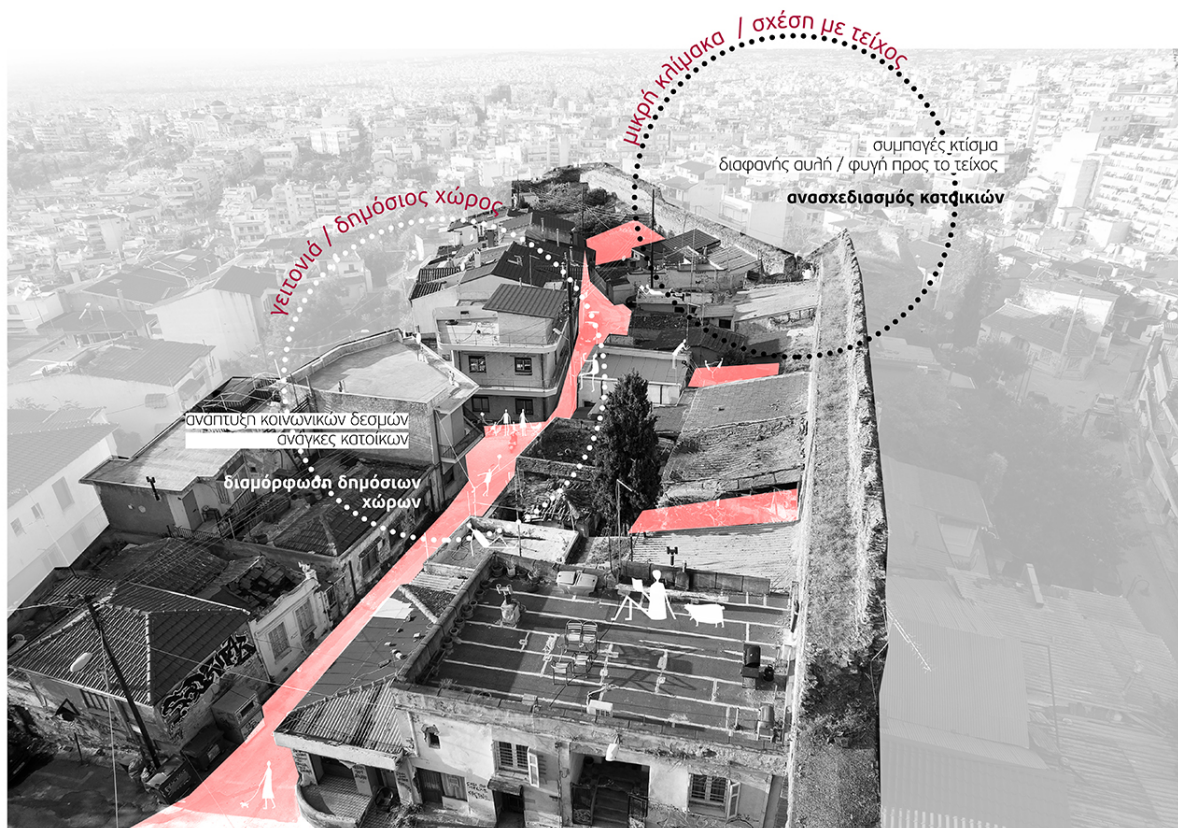 μικρή κλίμακα / σχέση με τείχος
συμπαγές κτίσμα
διαφανής αυλή / φυγή προς το τείχος
ανασχεδιασμός κατοικιών
γειτονιά / δημόσιος χώρος
ανάπτυξη κοινωνικών δεσμών
ανάγκες κατοίκων
δισμόρφωση δημόσιων
χώρων